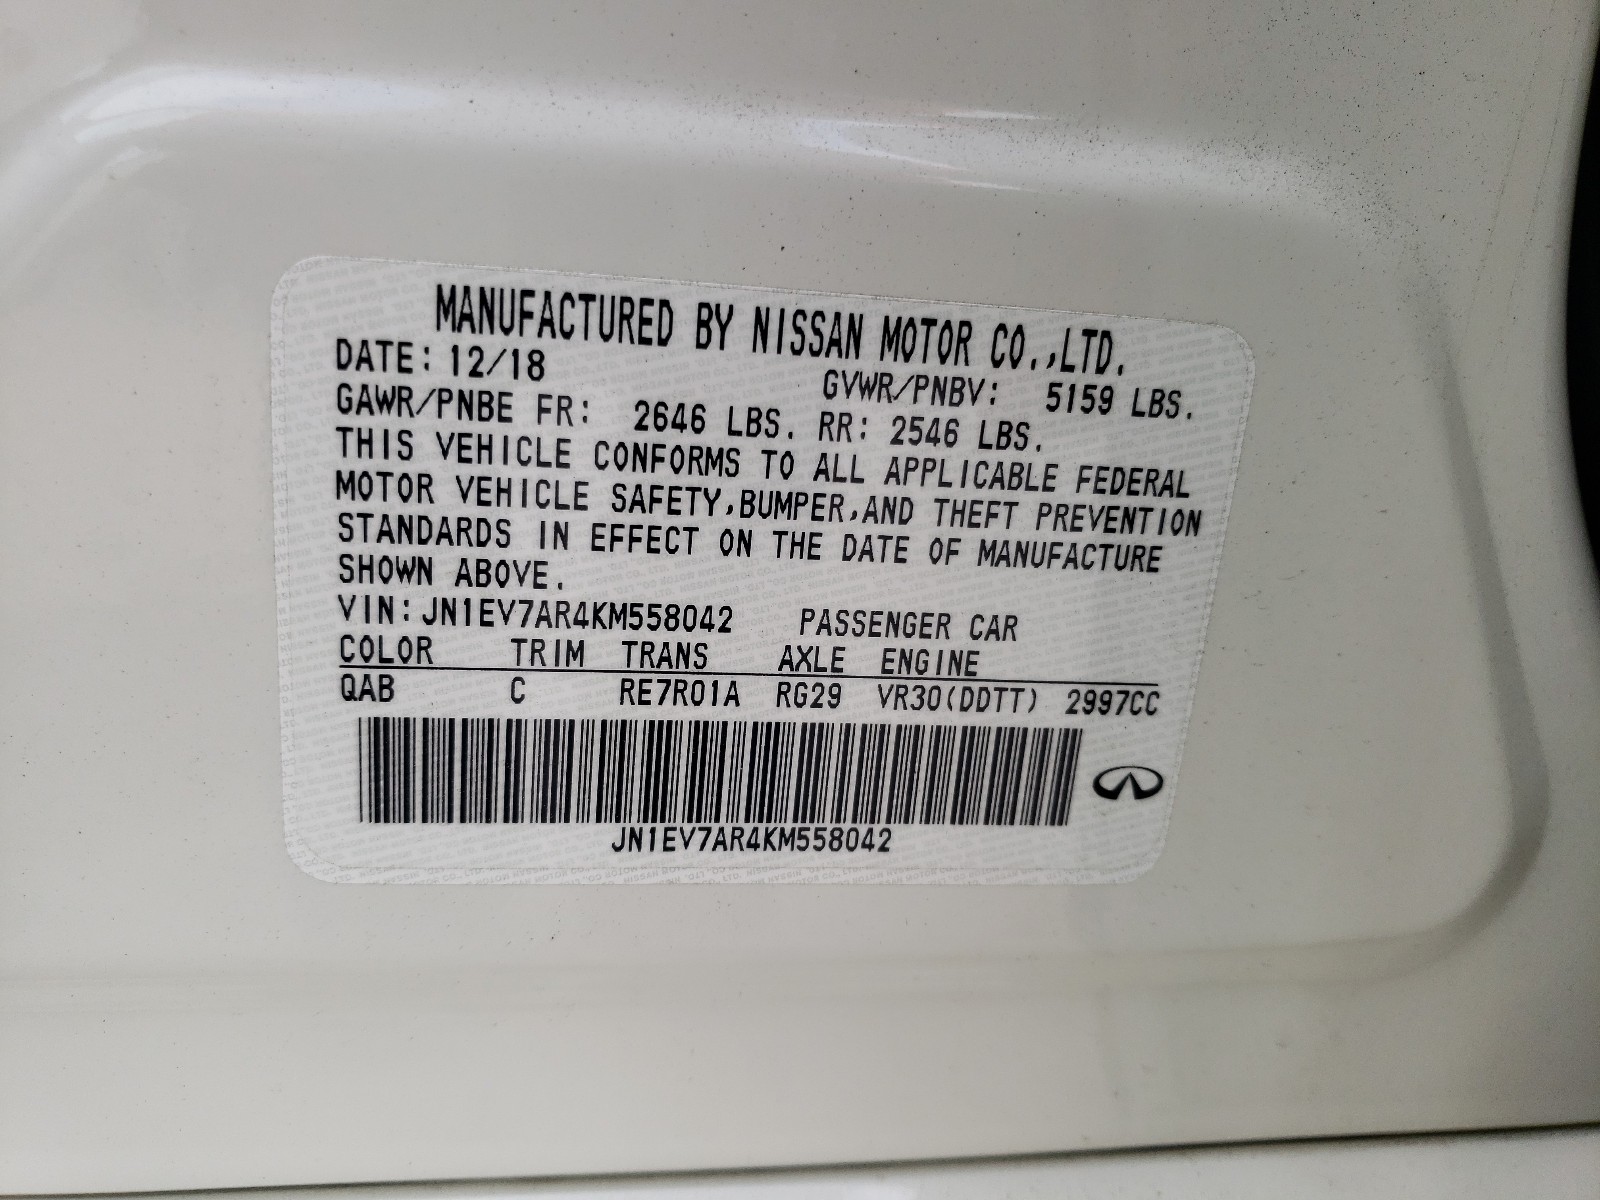 MANUFACTURED BY NISSAN MOTOR CO.,LTD.
DATE: 12/18 GVWR/PNBV: 5159 LBS.
GAWR/PNBE FR: 2646 LBS. RR: 2546 LBS.
THIS VEHICLE CONFORMS TO ALL APPLICABLE FEDERAL
MOTOR VEHICLE SAFETY,BUMPER,AND THEFT PREVENTION
STANDARDS IN EFFECT ON THE DATE OF MANUFACTURE
SHOWN ABOVE.
VIN:JN1EV7AR4KM558042 PASSENGER CAR
COLOR TRIM TRANS AXLE ENGINE
QAB C RE7R01A RG29 VR30(DDTT) 2997CC
JN1EV7AR4KM558042